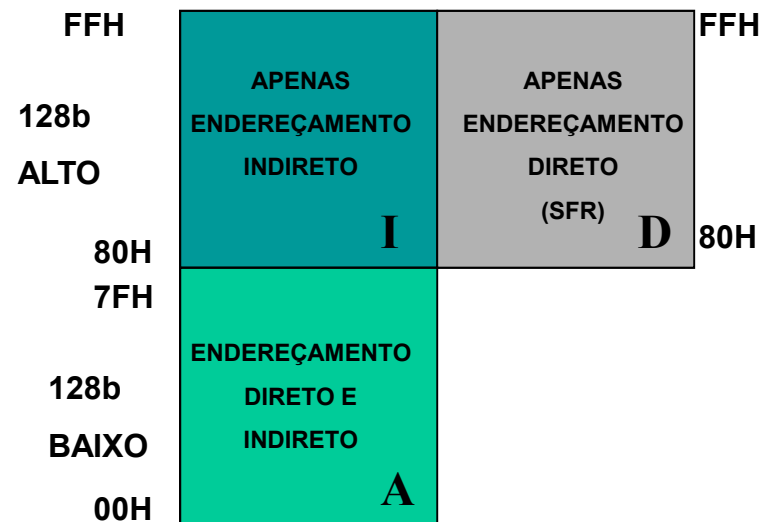 FFH
128b
ALTO
80H
7FH
128b
BAIXO
00H
APENAS
ENDEREÇAMENTO
INDIRETO
I
APENAS
ENDEREÇAMENTO
DIRETO
(SFR)
D
FFH
80H
ENDEREÇAMENTO
DIRETO E
INDIRETO
A